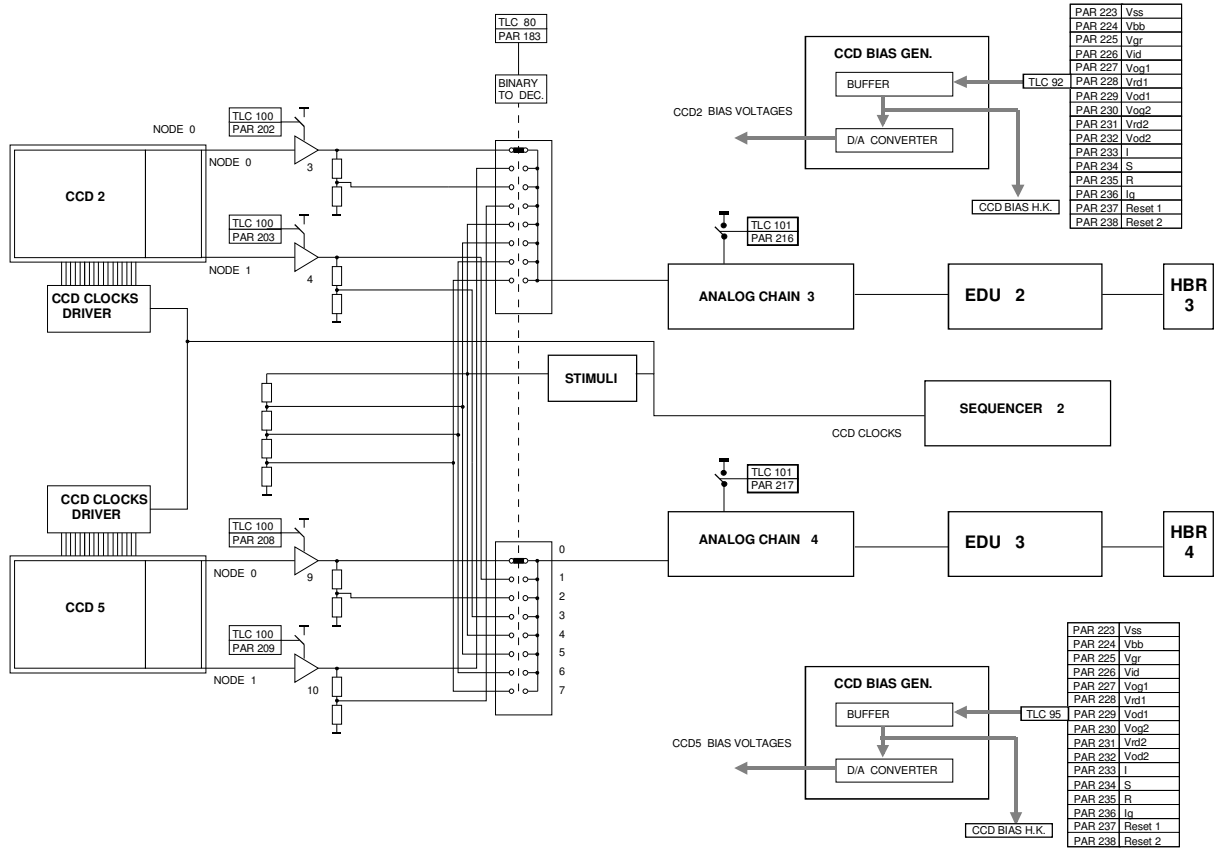 TLC 80
PAR 183
BINARY
TO DEC.
NODE 0
TLC 100
PAR 202
NODE 0
3
CCD 2
TLC 100
PAR 203
NODE 1
4
CCD CLOCKS
DRIVER
CCD BIAS GEN.
BUFFER
D/A CONVERTER
CCD2 BIAS VOLTAGES
TLC 92
CCD BIAS H.K.
PAR 223 Vss
PAR 224 Vbb
PAR 225 Vgr
PAR 226 Vid
PAR 227 Vog1
PAR 228 Vrd1
PAR 229 Vod1
PAR 230 Vog2
PAR 231 Vrd2
PAR 232 Vod2
PAR 233 I
PAR 234 S
PAR 235 R
PAR 236 Ig
PAR 237 Reset 1
PAR 238 Reset 2
TLC 101
PAR 216
ANALOG CHAIN 3
EDU 2
HBR
3
STIMULI
SEQUENCER 2
CCD CLOCKS
TLC 101
PAR 217
ANALOG CHAIN 4
EDU 3
HBR
4
CCD CLOCKS
DRIVER
TLC 100
PAR 208
NODE 0
9
CCD 5
TLC 100
PAR 209
NODE 1
10
0
1
2
3
4
5
6
7
CCD BIAS GEN.
BUFFER
D/A CONVERTER
CCD5 BIAS VOLTAGES
TLC 95
CCD BIAS H.K.
PAR 223 Vss
PAR 224 Vbb
PAR 225 Vgr
PAR 226 Vid
PAR 227 Vog1
PAR 228 Vrd1
PAR 229 Vod1
PAR 230 Vog2
PAR 231 Vrd2
PAR 232 Vod2
PAR 233 I
PAR 234 S
PAR 235 R
PAR 236 Ig
PAR 237 Reset 1
PAR 238 Reset 2